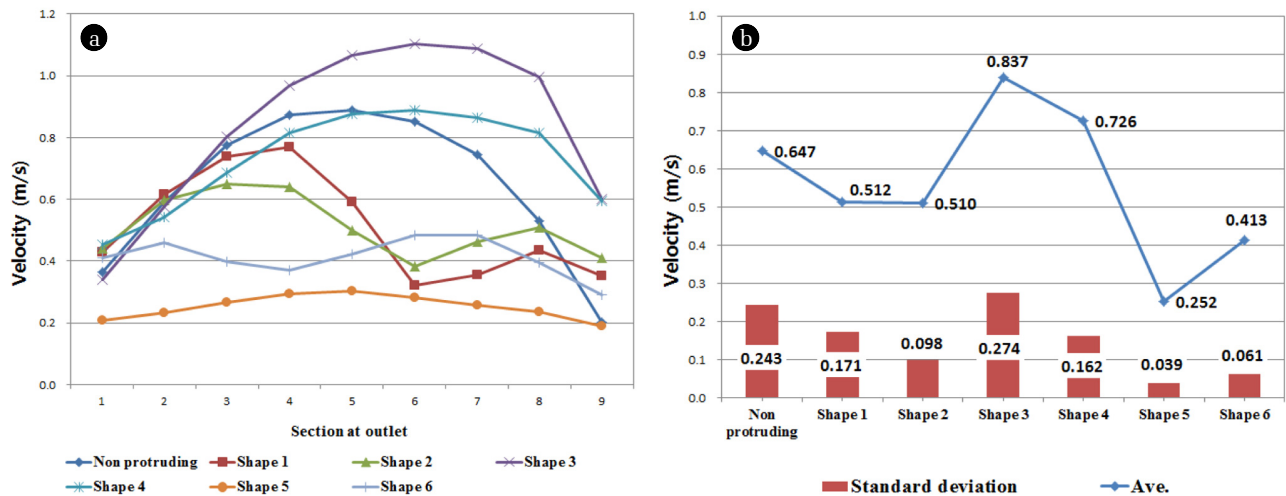 a
1.2
1.0
0.8
0.6
0.4
0.2
0.0
Velocity (m/s)
1 2 3 4 5 6 7 8 9
Section at outlet
Non protruding Shape 1 Shape 2 Shape 3
Shape 4 Shape 5 Shape 6
b
1.0
0.9
0.8
0.7
0.6
0.5
0.4
0.3
0.2
0.1
0.0
Velocity (m/s)
0.647
0.512
0.510
0.837
0.726
0.252
0.413
0.243
0.171
0.098
0.274
0.162
0.039
0.061
Non Shape 1 Shape 2 Shape 3 Shape 4 Shape 5 Shape 6
protruding
Standard deviation Ave.